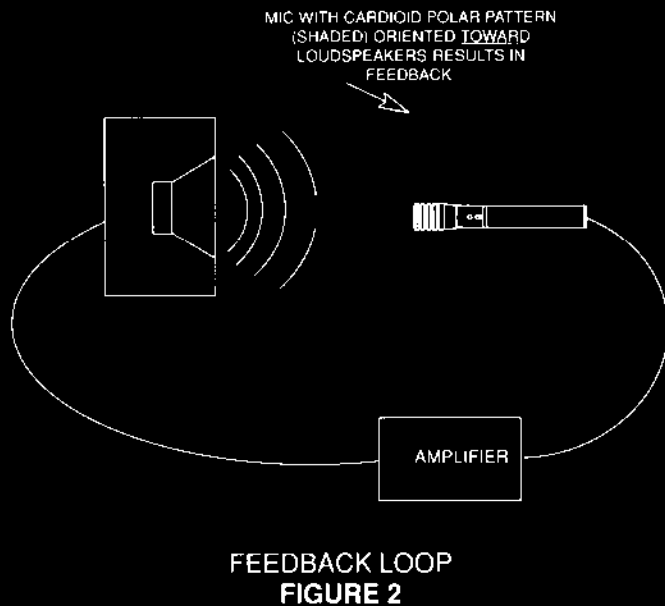 MIC WITH CARDIOID POLAR PATTERN
(SHADED) ORIENTED TOWARD
LOUDSPEAKERS RESULTS IN
FEEDBACK
AMPLIFIER
FEEDBACK LOOP
FIGURE 2